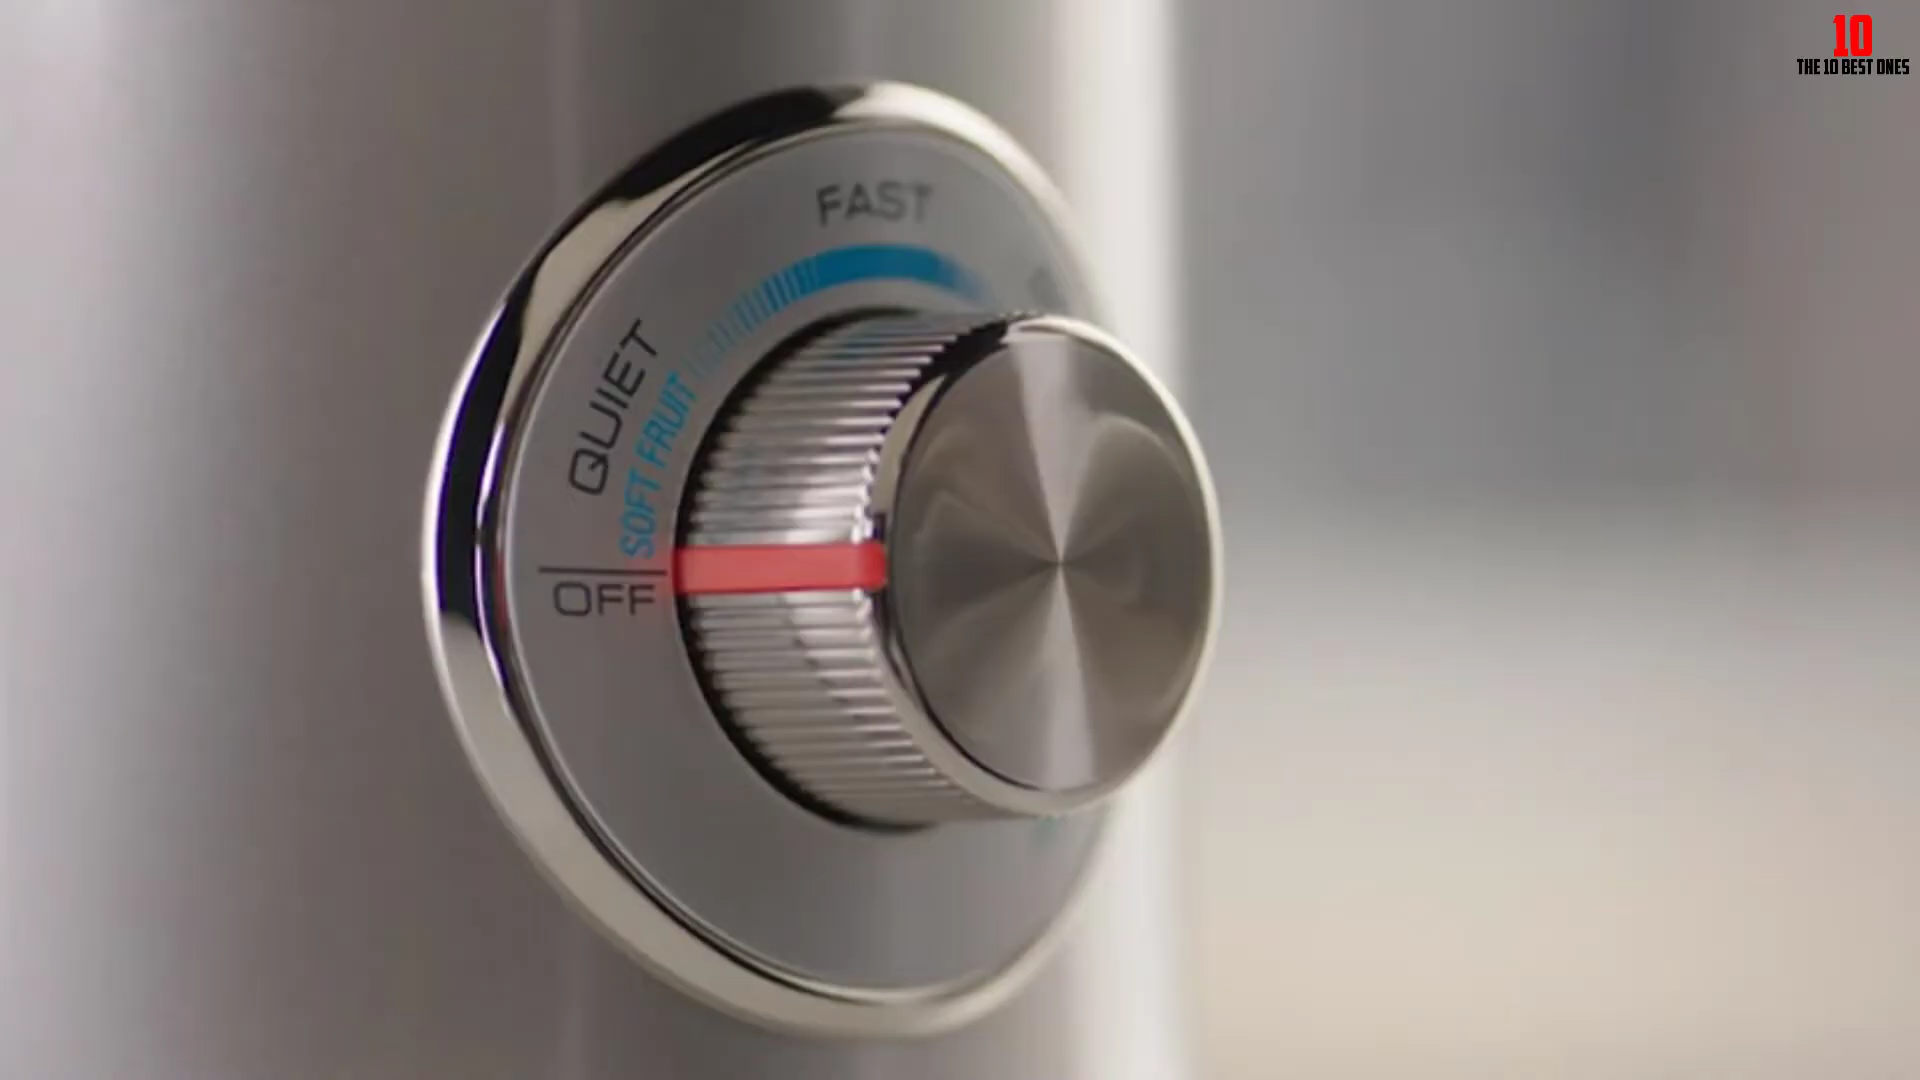 10
THE 10 BEST ONES
FAST
QUIET
SOFT FRUIT
OFF